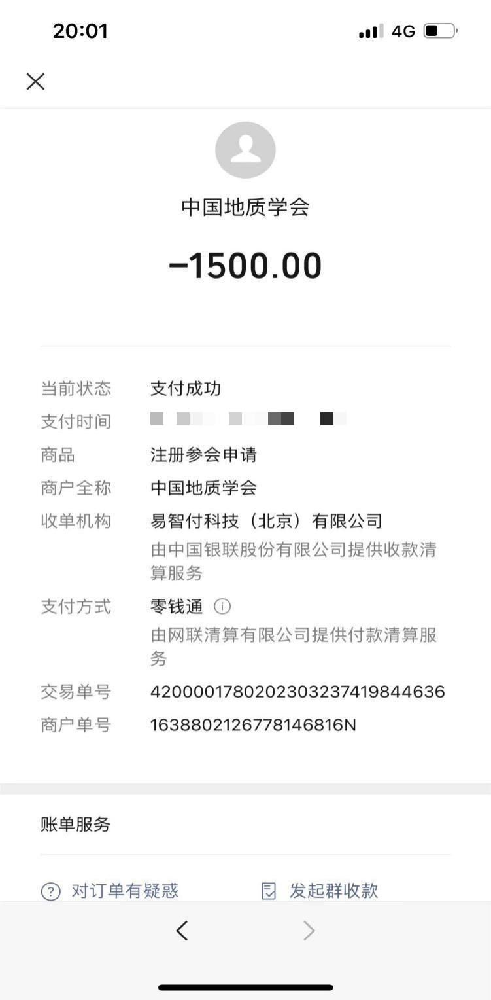 20:01
4G
中国地质学会
-1500.00
当前状态 支付成功
支付时间
商品 注册参会申请
商户全称 中国地质学会
收单机构 易智付科技（北京）有限公司
由中国银联股份有限公司提供收款清
算服务
支付方式 零钱通
由网联清算有限公司提供付款清算服
务
交易单号 4200001780202303237419844636
商户单号 1638802126778146816N
账单服务
对订单有疑惑 发起群收款